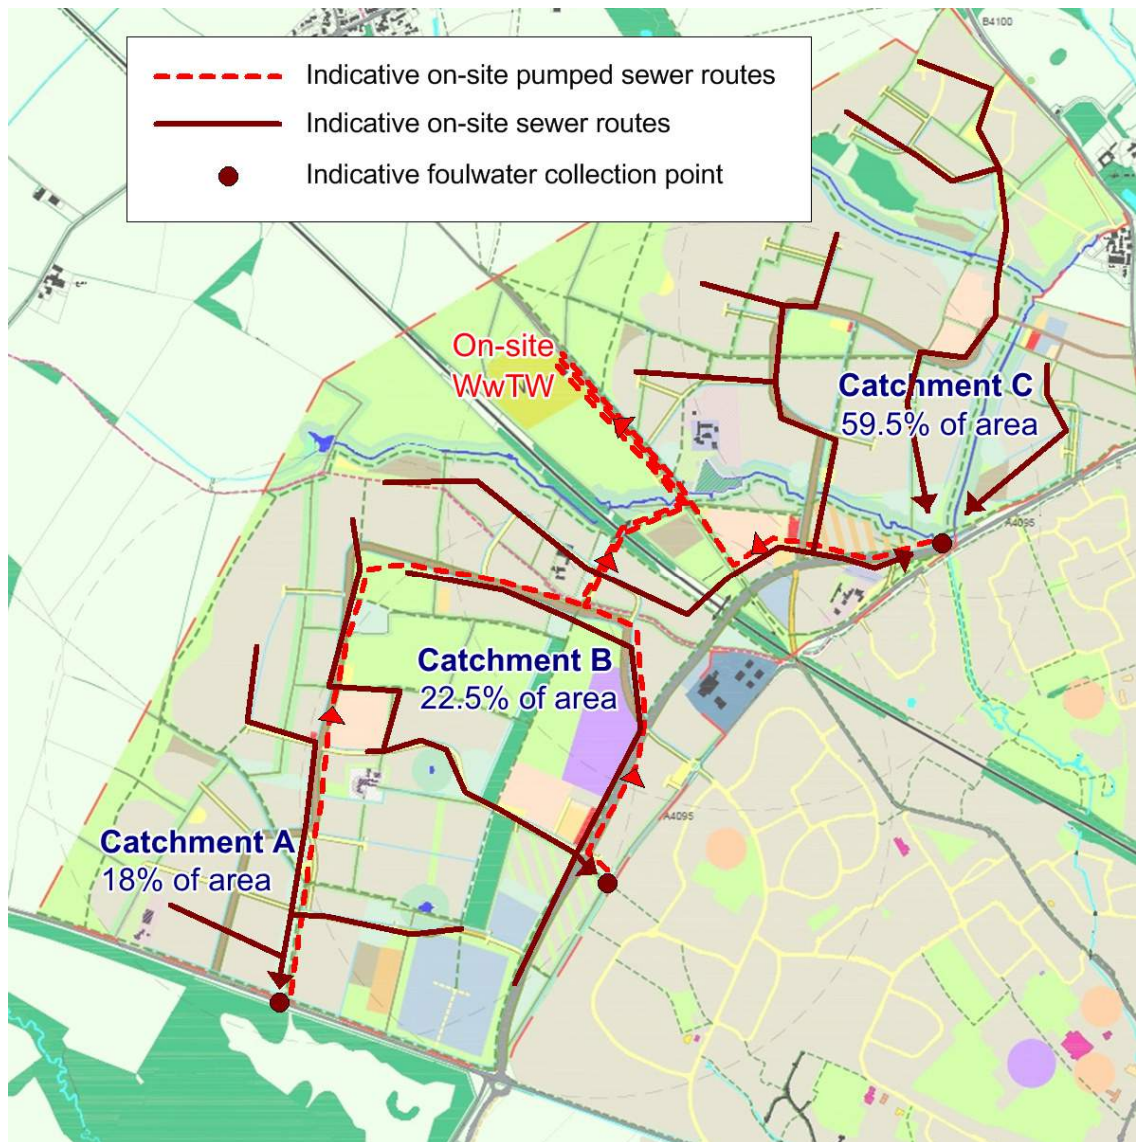 B4100
Indicative on-site pumped sewer routes
Indicative on-site sewer routes
Indicative foulwater collection point
On-site
WwTW
Catchment C
59.5% of area
A4095
Catchment B
22.5% of area
A4095
Catchment A
18% of area